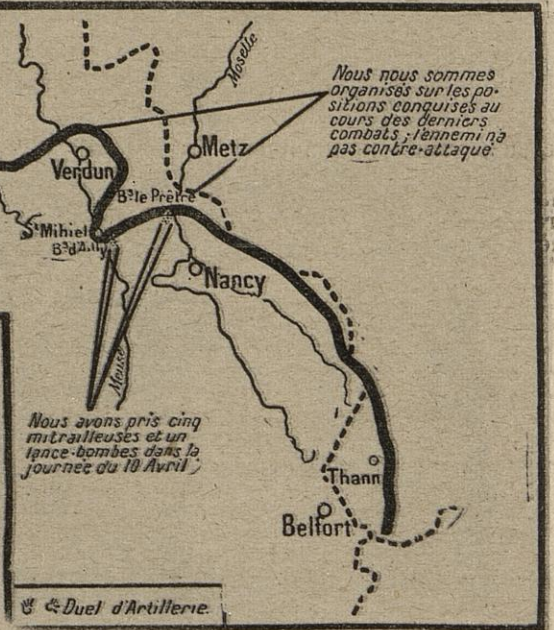 Moselle
Nous nous sommes
organisés sur les po-
sitions conquises au
cours des derniers
combats ; l'ennemi n'a
pas contre-attaqué.
Metz
Verdun
Bs le Prêtre
St Mihiel
Bs d'Ailly
Nancy
Meuse
Nous avons pris cinq
mitrailleuses et un
lance-bombes dans la
journée du 10 Avril
Thann
Belfort
Duel d'Artillerie.